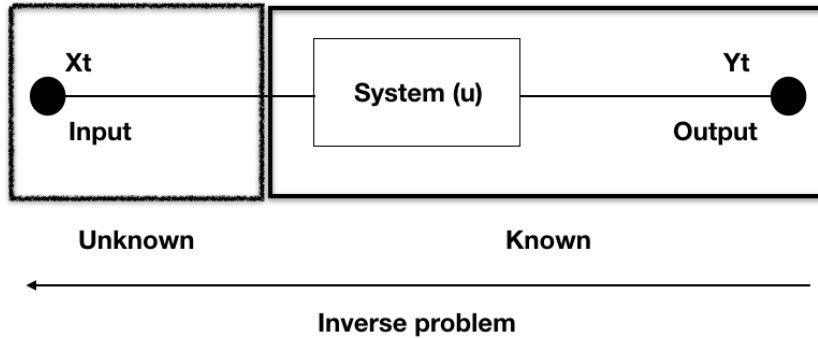 Xt
Yt
System (u)
Input
Output
Unknown
Known
Inverse problem